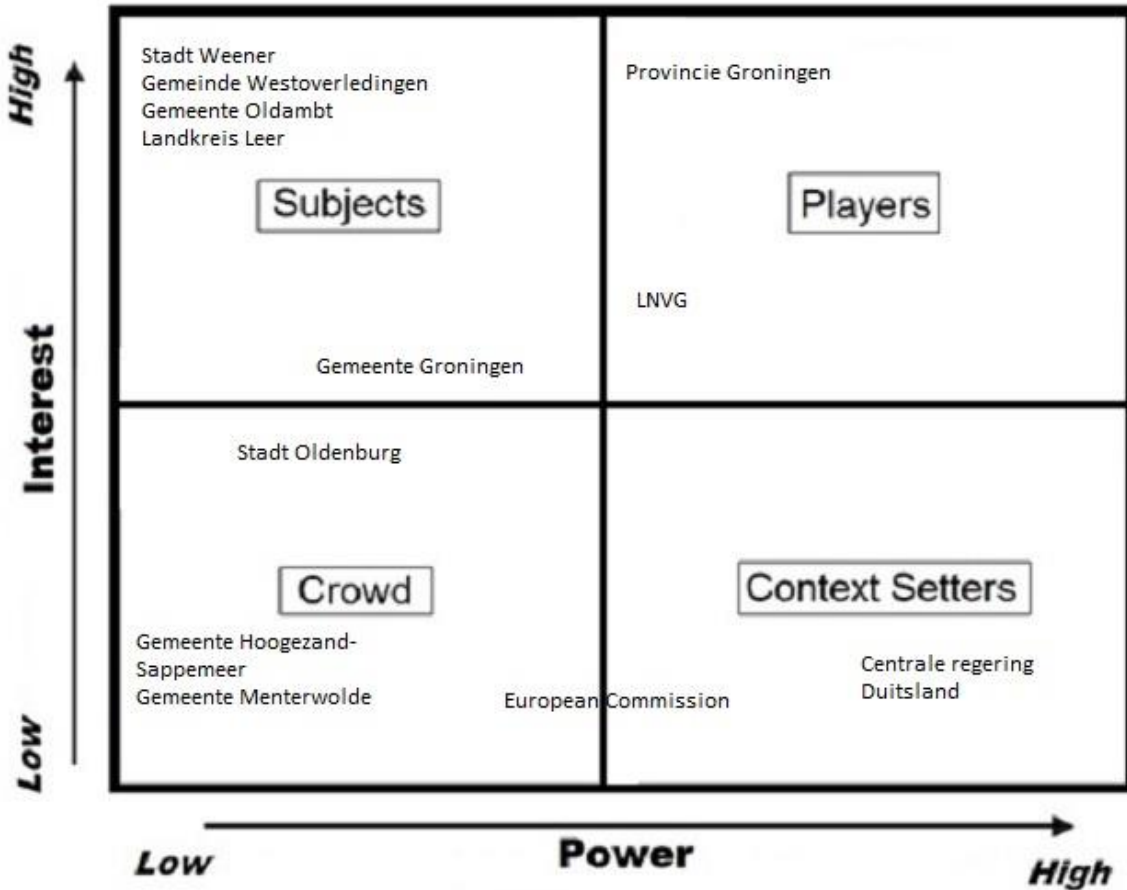 High
Interest
Low
Stadt Weener
Gemeinde Westoverledingen
Gemeente Oldambt
Landkreis Leer
Subjects
Gemeente Groningen
Provincie Groningen
Players
LNVG
Stadt Oldenburg
Crowd
Gemeente Hoogezand-
Sappemeer
Gemeente Menterwolde
European Commission
Context Setters
Centrale regering
Duitsland
Low
Power
High